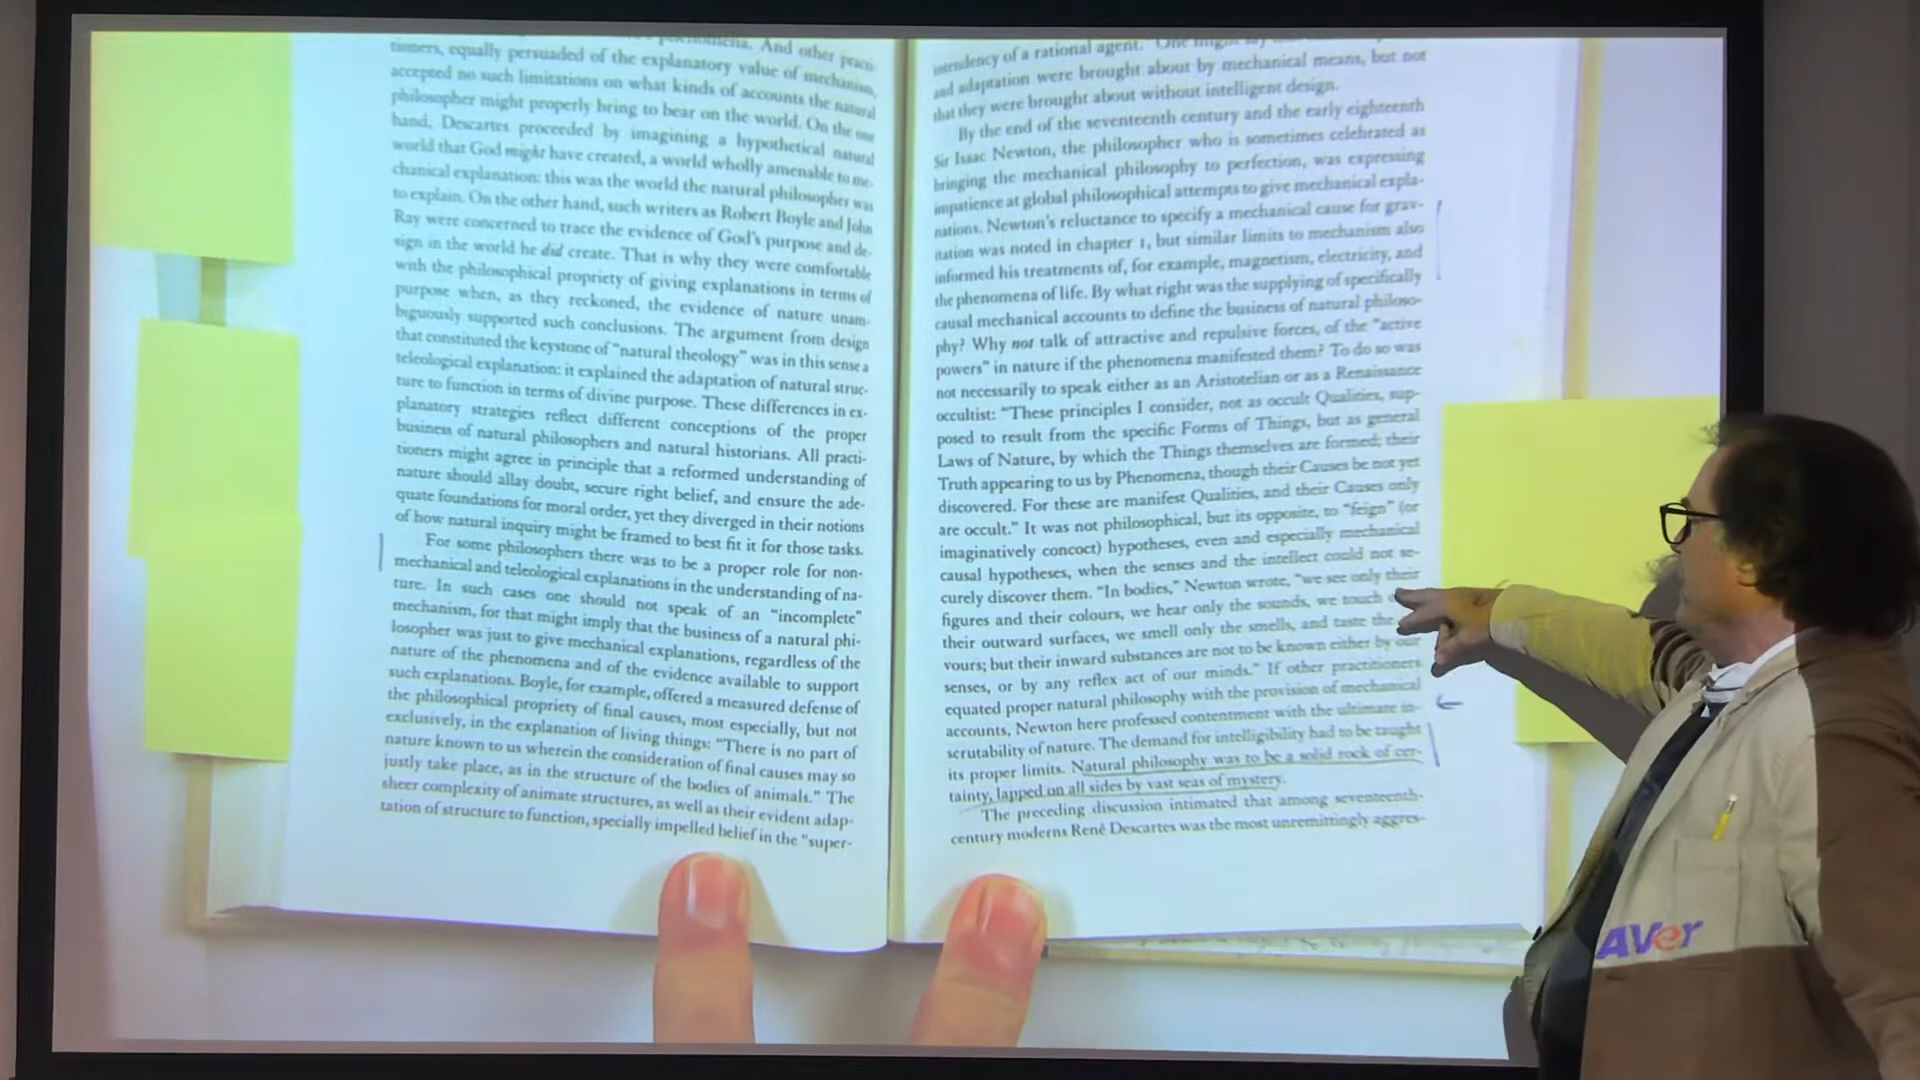 phenomena. And other practi-
tioners, equally persuaded of the explanatory value of mechanism,
accepted no such limitations on what kinds of accounts the natural
philosopher might properly bring to bear on the world. On the one
hand, Descartes proceeded by imagining a hypothetical natural
world that God might have created, a world wholly amenable to me-
chanical explanation: this was the world the natural philosopher was
to explain. On the other hand, such writers as Robert Boyle and John
Ray were concerned to trace the evidence of God's purpose and de-
sign in the world he did create. That is why they were comfortable
with the philosophical propriety of giving explanations in terms of
purpose when, as they reckoned, the evidence of nature unam-
biguously supported such conclusions. The argument from design
that constituted the keystone of "natural theology" was in this sense a
teleological explanation: it explained the adaptation of natural struc-
ture to function in terms of divine purpose. These differences in ex-
planatory strategies reflect different conceptions of the proper
business of natural philosophers and natural historians. All practi-
tioners might agree in principle that a reformed understanding of
nature should allay doubt, secure right belief, and ensure the ade-
quate foundations for moral order, yet they diverged in their notions
of how natural inquiry might be framed to best fit it for those tasks.
For some philosophers there was to be a proper role for non-
mechanical and teleological explanations in the understanding of na-
ture. In such cases one should not speak of an "incomplete"
mechanism, for that might imply that the business of a natural phi-
losopher was just to give mechanical explanations, regardless of the
nature of the phenomena and of the evidence available to support
such explanations. Boyle, for example, offered a measured defense of
the philosophical propriety of final causes, most especially, but not
exclusively, in the explanation of living things: "There is no part of
nature known to us wherein the consideration of final causes may so
justly take place, as in the structure of the bodies of animals." The
sheer complexity of animate structures, as well as their evident adap-
tation of structure to function, specially impelled belief in the "super-
intendency of a rational agent." One might say
and adaptation were brought about by mechanical means, but not
that they were brought about without intelligent design.
By the end of the seventeenth century and the early eighteenth
Sir Isaac Newton, the philosopher who is sometimes celebrated as
bringing the mechanical philosophy to perfection, was expressing
impatience at global philosophical attempts to give mechanical expla-
nations. Newton's reluctance to specify a mechanical cause for grav-
itation was noted in chapter 1, but similar limits to mechanism also
informed his treatments of, for example, magnetism, electricity, and
the phenomena of life. By what right was the supplying of specifically
causal mechanical accounts to define the business of natural philoso-
phy? Why not talk of attractive and repulsive forces, of the "active
powers" in nature if the phenomena manifested them? To do so was
not necessarily to speak either as an Aristotelian or as a Renaissance
occultist: "These principles I consider, not as occult Qualities, sup-
posed to result from the specific Forms of Things, but as general
Laws of Nature, by which the Things themselves are formed; their
Truth appearing to us by Phenomena, though their Causes be not yet
discovered. For these are manifest Qualities, and their Causes only
are occult." It was not philosophical, but its opposite, to "feign" (or
imaginatively concoct) hypotheses, even and especially mechanical
causal hypotheses, when the senses and the intellect could not se-
curely discover them. "In bodies," Newton wrote, "we see only their
figures and their colours, we hear only the sounds, we touch
their outward surfaces, we smell only the smells, and taste the
vours; but their inward substances are not to be known either by our
senses, or by any reflex act of our minds." If other practitioners
equated proper natural philosophy with the provision of mechanical
accounts, Newton here professed contentment with the ultimate in-
scrutability of nature. The demand for intelligibility had to be taught
its proper limits. Natural philosophy was to be a solid rock of cer-
tainty, lapped on all sides by vast seas of mystery.
The preceding discussion intimated that among seventeenth-
century moderns René Descartes was the most unremittingly aggres-
AVer